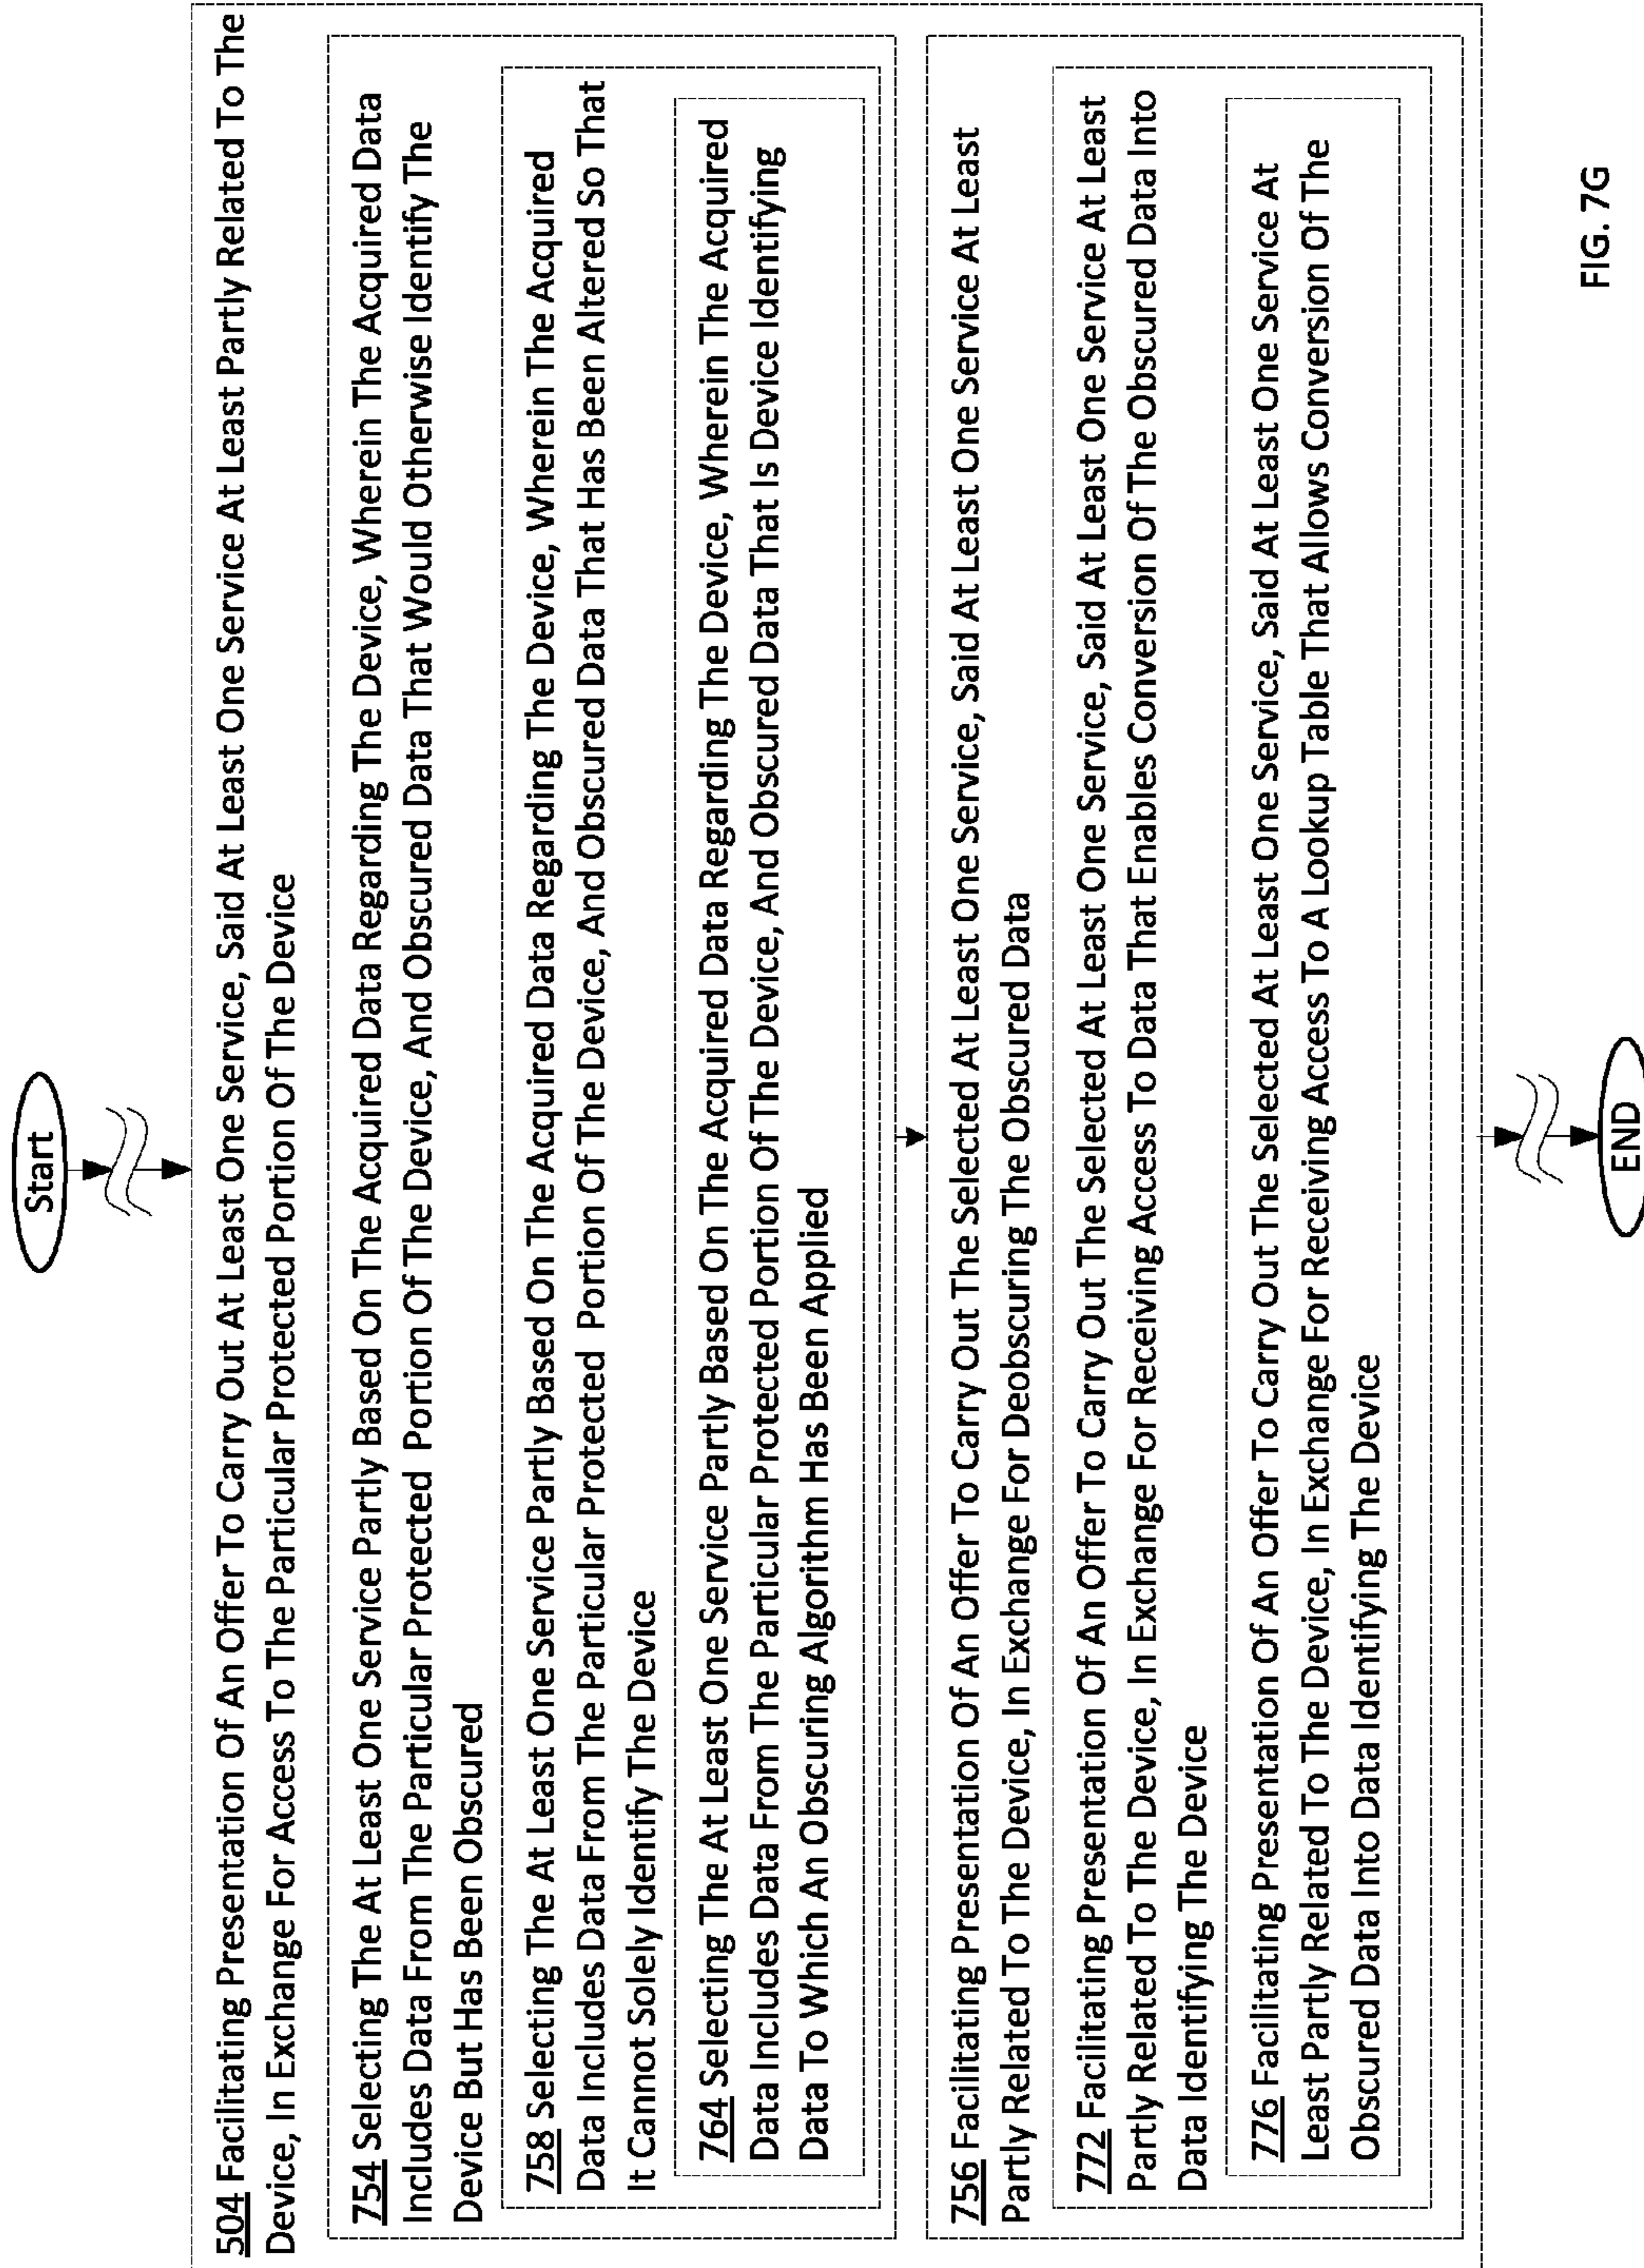 Start
504 Facilitating Presentation Of An Offer To Carry Out At Least One Service, Said At Least One Service At Least Partly Related To The
Device, In Exchange For Access To The Particular Protected Portion Of The Device
754 Selecting The At Least One Service Partly Based On The Acquired Data Regarding The Device, Wherein The Acquired Data
Includes Data From The Particular Protected Portion Of The Device, And Obscured Data That Would Otherwise Identify The
Device But Has Been Obscured
758 Selecting The At Least One Service Partly Based On The Acquired Data Regarding The Device, Wherein The Acquired
Data Includes Data From The Particular Protected Portion Of The Device, And Obscured Data That Has Been Altered So That
It Cannot Solely Identify The Device
764 Selecting The At Least One Service Partly Based On The Acquired Data Regarding The Device, Wherein The Acquired
Data Includes Data From The Particular Protected Portion Of The Device, And Obscured Data That Is Device Identifying
Data To Which An Obscuring Algorithm Has Been Applied
756 Facilitating Presentation Of An Offer To Carry Out The Selected At Least One Service, Said At Least One Service At Least
Partly Related To The Device, In Exchange For Deobscuring The Obscured Data
772 Facilitating Presentation Of An Offer To Carry Out The Selected At Least One Service, Said At Least One Service At Least
Partly Related To The Device, In Exchange For Receiving Access To Data That Enables Conversion Of The Obscured Data Into
Data Identifying The Device
776 Facilitating Presentation Of An Offer To Carry Out The Selected At Least One Service, Said At Least One Service At
Least Partly Related To The Device, In Exchange For Receiving Access To A Lookup Table That Allows Conversion Of The
Obscured Data Into Data Identifying The Device
END
FIG. 7G